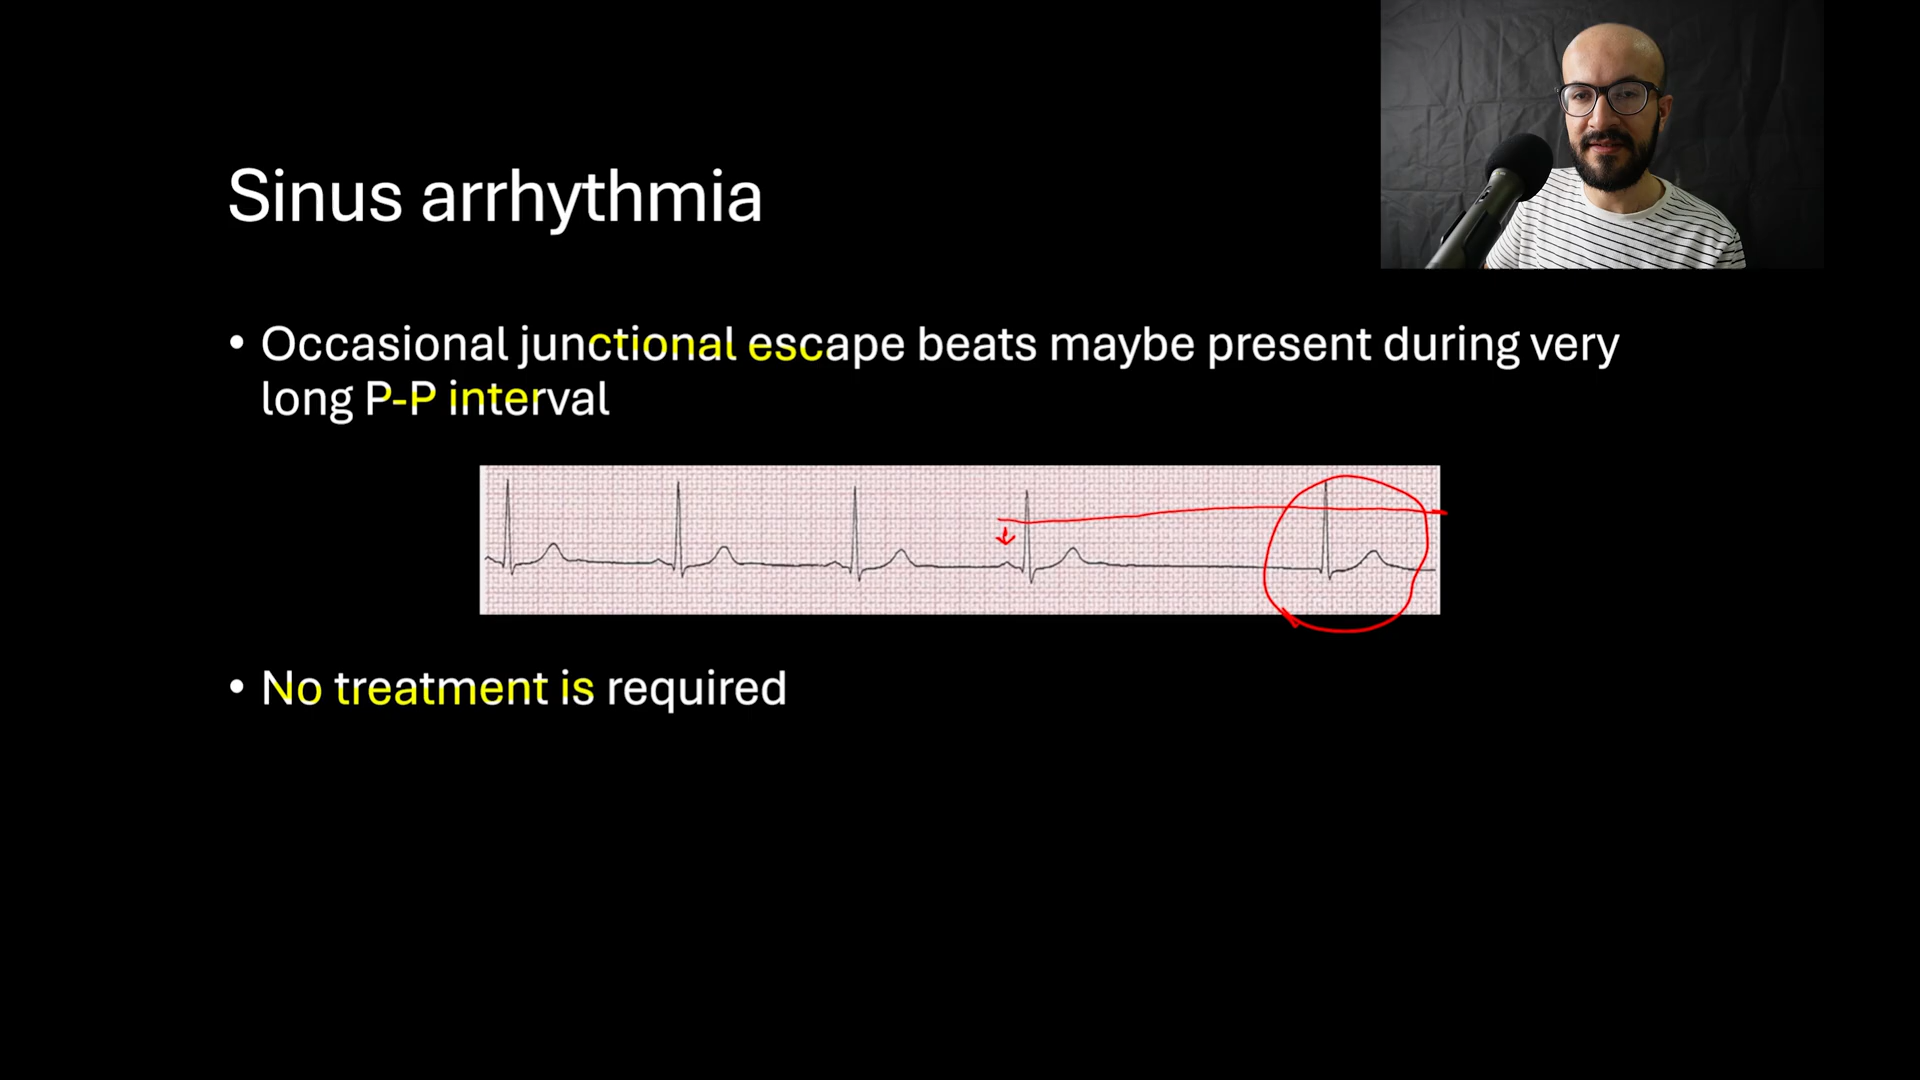 Sinus arrhythmia
• Occasional junctional escape beats maybe present during very
long P-P interval
• No treatment is required